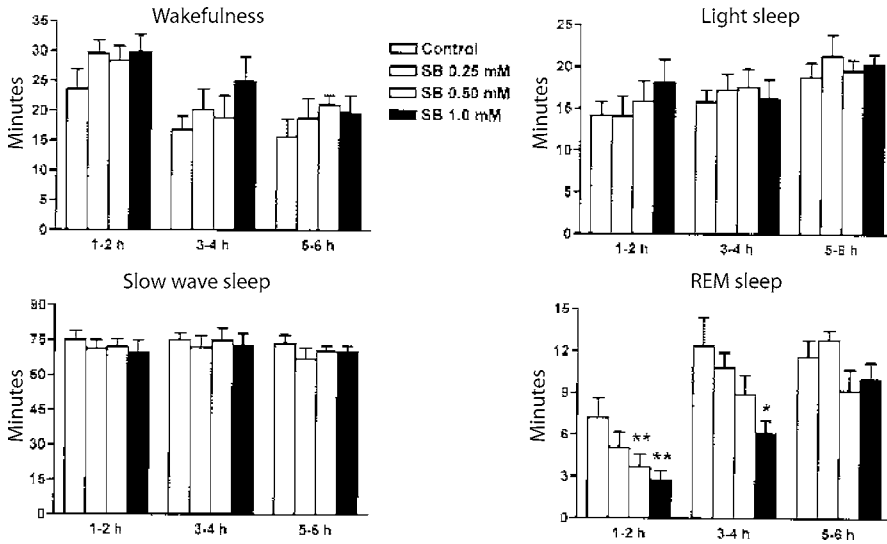 Wakefulness
Minutes
35
30
25
20
15
10
5
0
1-2 h 3-4 h 5-6 h
Control
SB 0.25 mM
SB 0.50 mM
SB 1.0 mM
Light sleep
Minutes
25
20
15
10
5
0
1-2 h 3-4 h 5-6 h
Slow wave sleep
Minutes
90
75
60
45
30
15
0
1-2 h 3-4 h 5-6 h
REM sleep
Minutes
15
12
9
6
3
0
** ** *
1-2 h 3-4 h 5-6 h